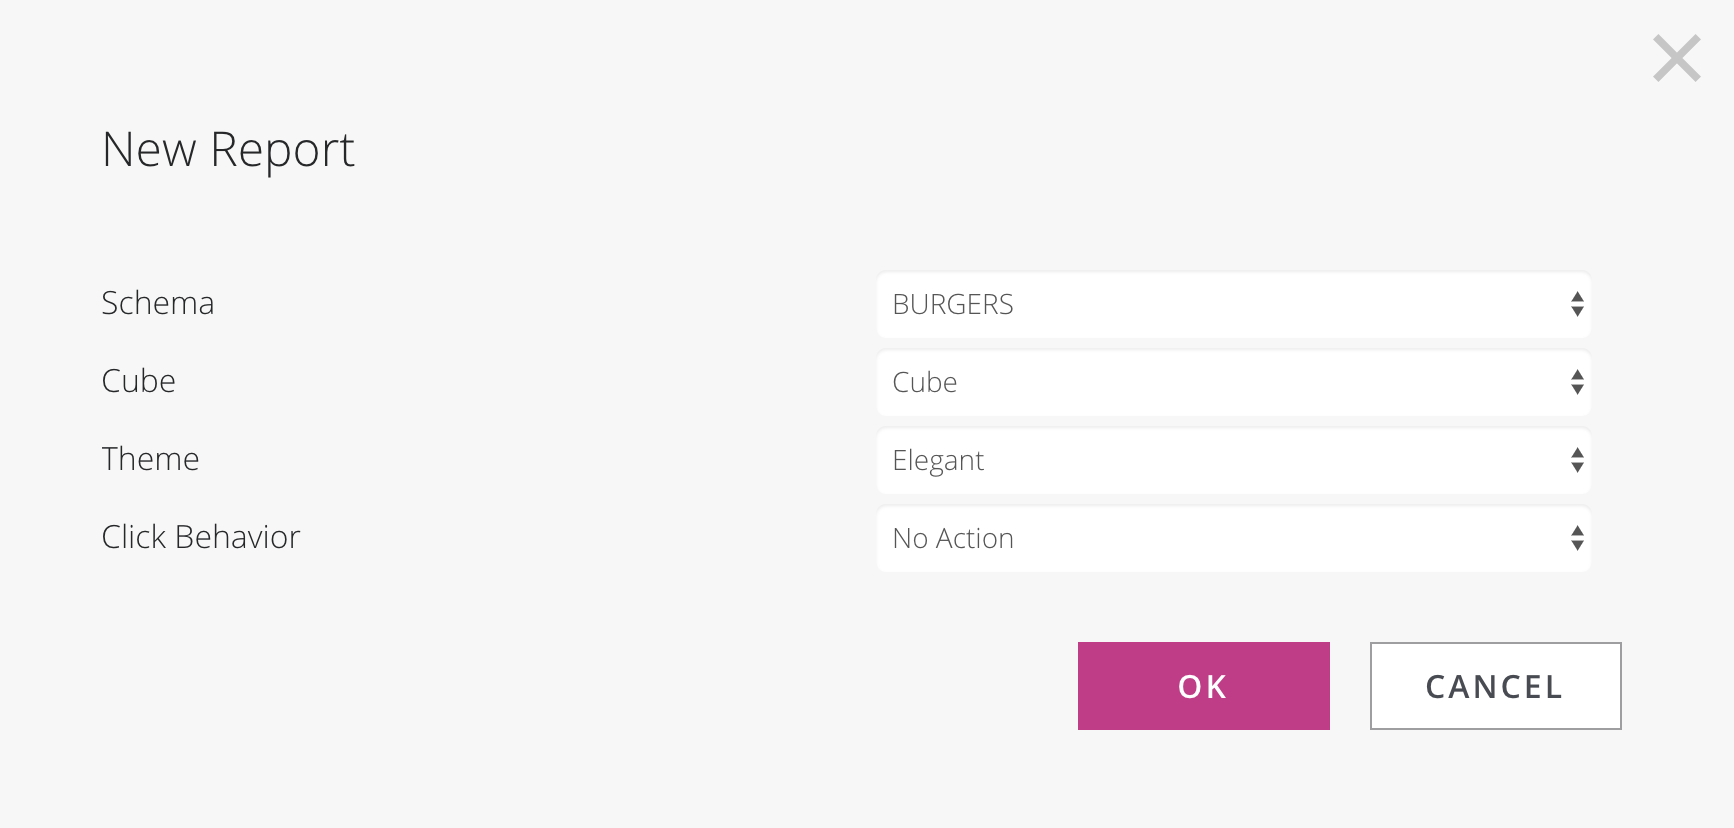 New Report
Schema BURGERS
Cube Cube
Theme Elegant
Click Behavior No Action
OK CANCEL